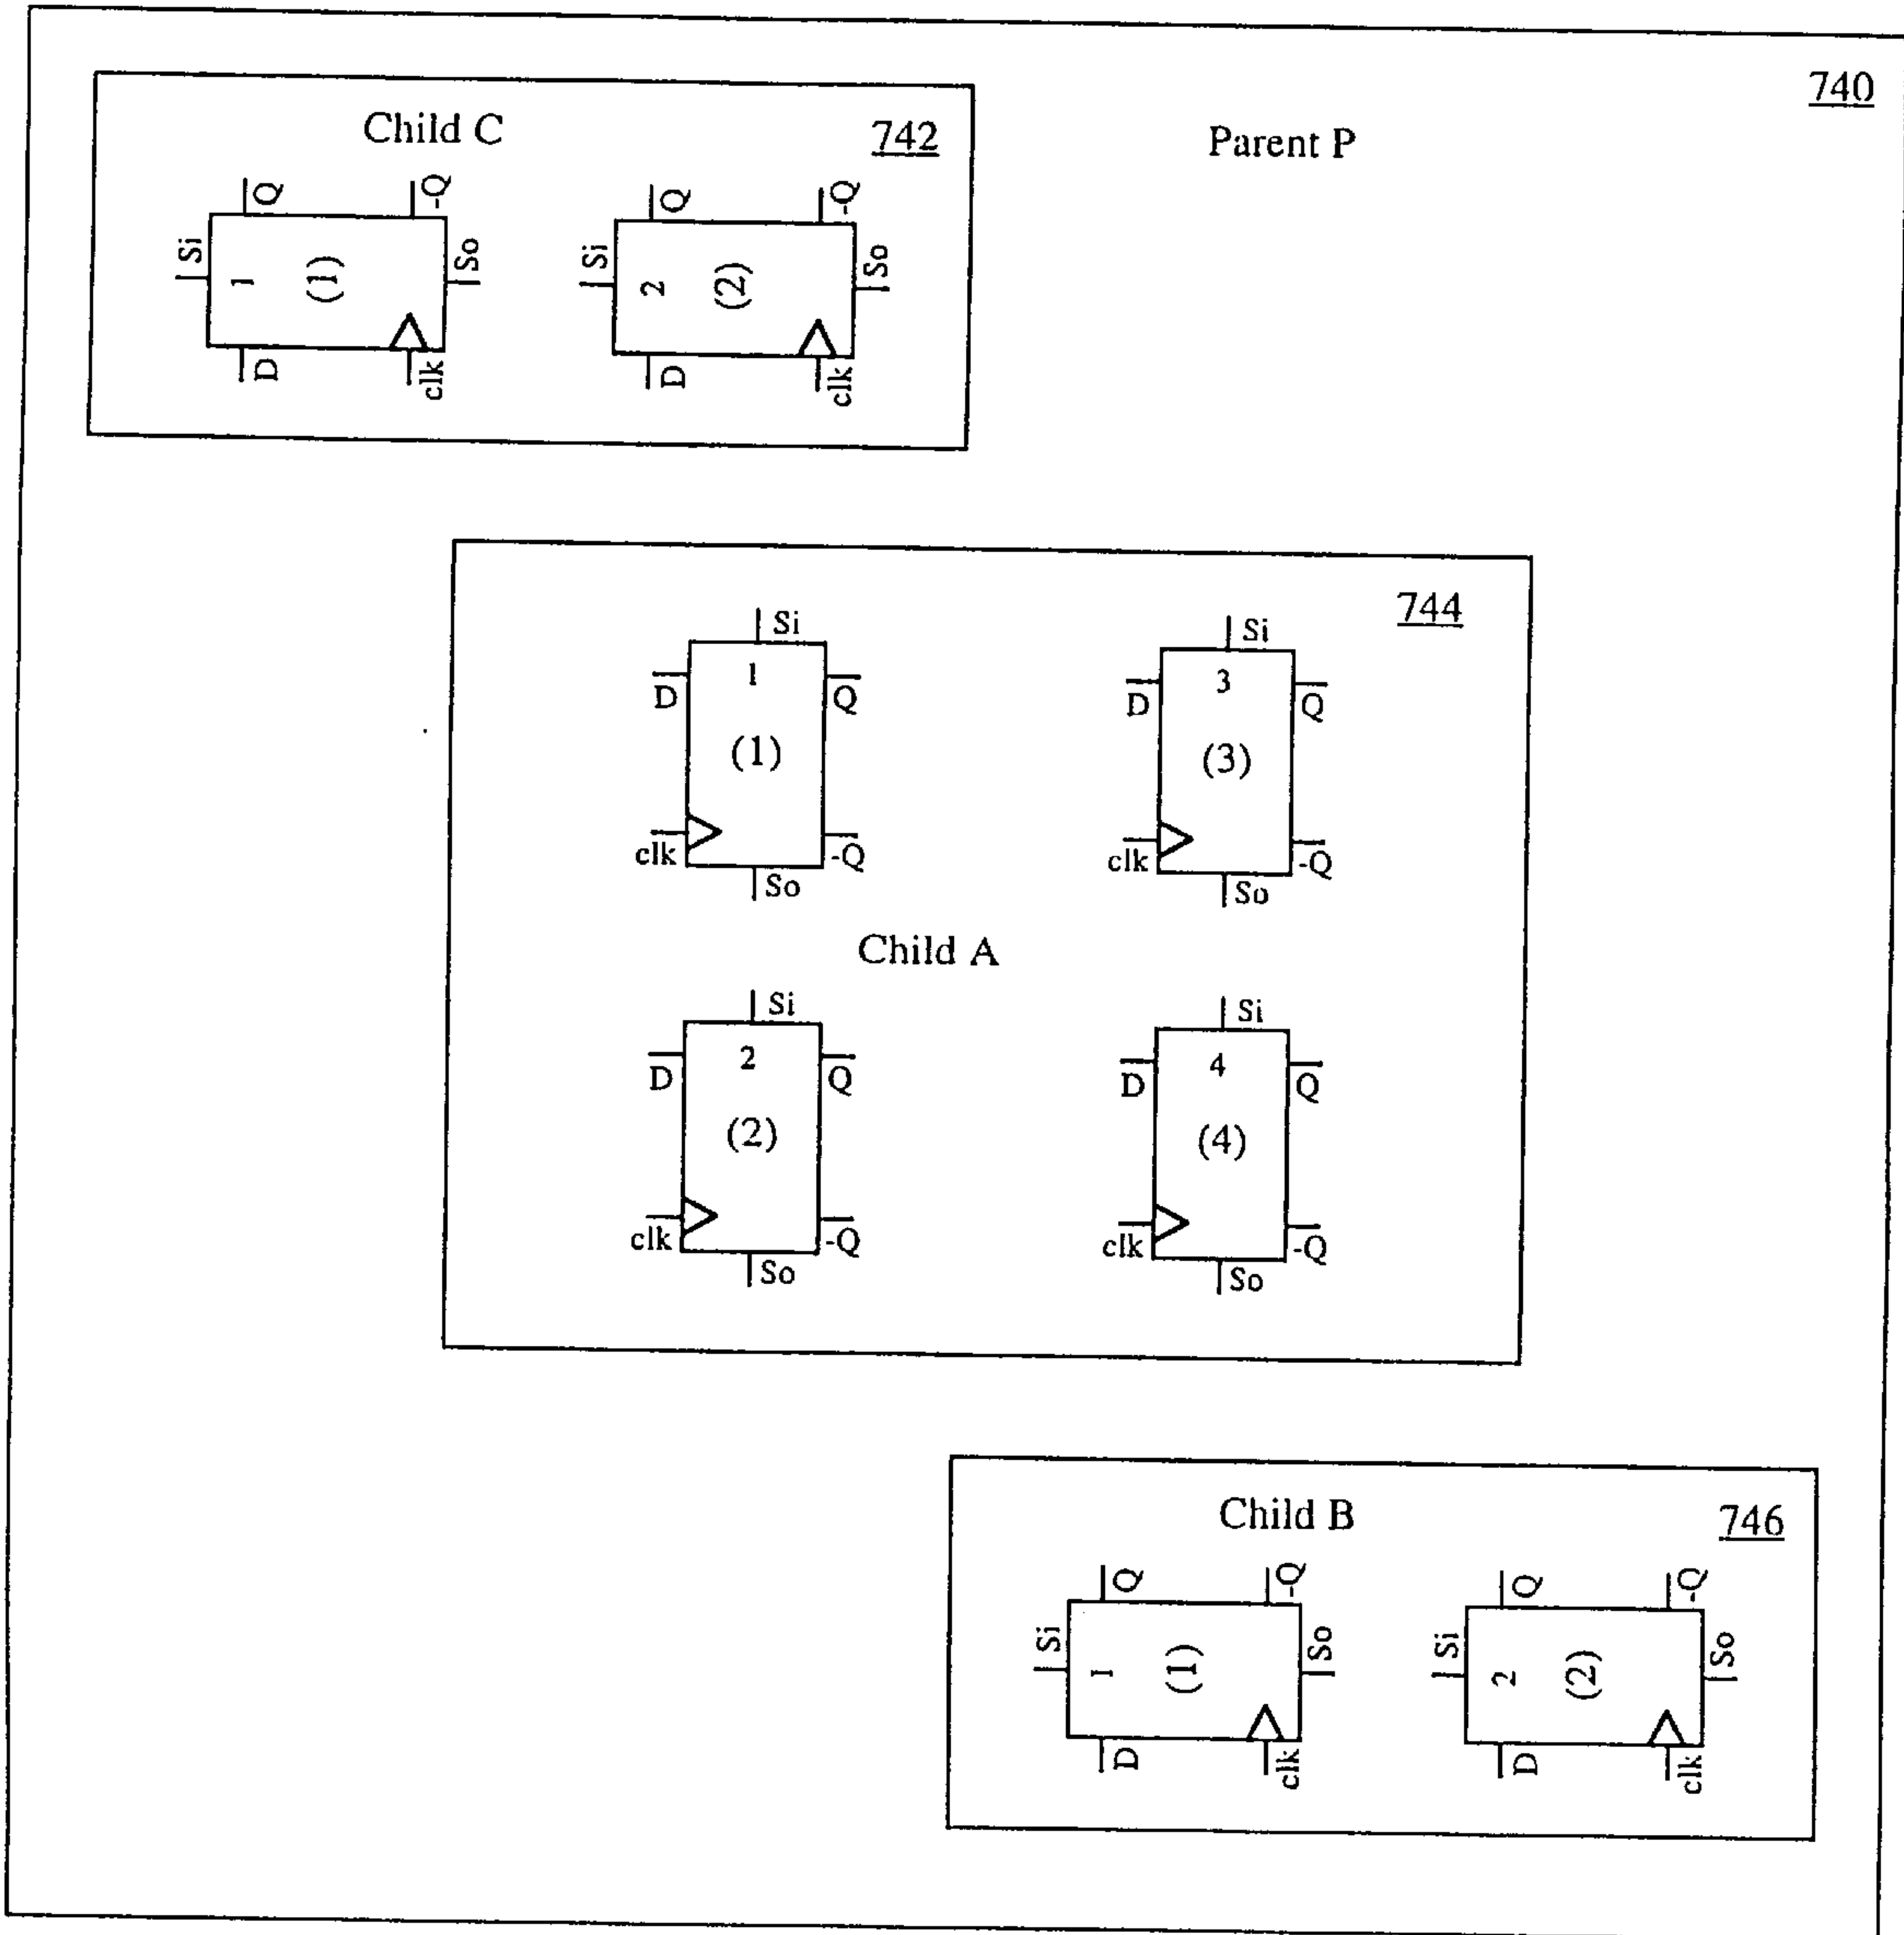 740
Parent P
Child C
742
Q
-Q
Si
1
(1)
So
D
clk
Q
-Q
Si
2
(2)
So
D
clk
744
Si
D
1
Q
(1)
clk
-Q
So
Si
D
3
Q
(3)
clk
-Q
So
Child A
Si
D
2
Q
(2)
clk
-Q
So
Si
D
4
Q
(4)
clk
-Q
So
Child B
746
Q
-Q
Si
1
(1)
So
D
clk
Q
-Q
Si
2
(2)
So
D
clk